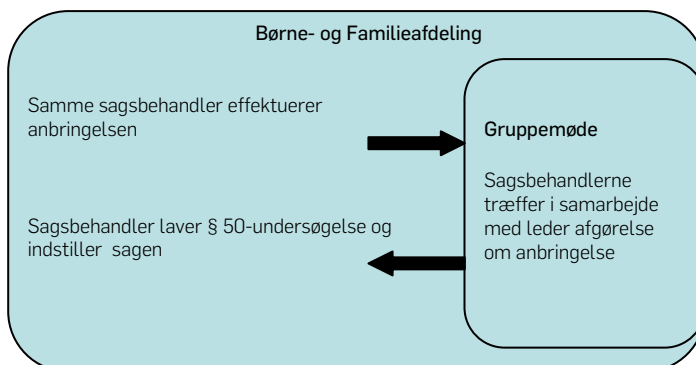 Børne- og Familieafdeling
Samme sagsbehandler effektuerer
anbringelsen
Sagsbehandler laver § 50-undersøgelse og
indstiller sagen
Gruppemøde
Sagsbehandlerne
træffer i samarbejde
med leder afgørelse
om anbringelse